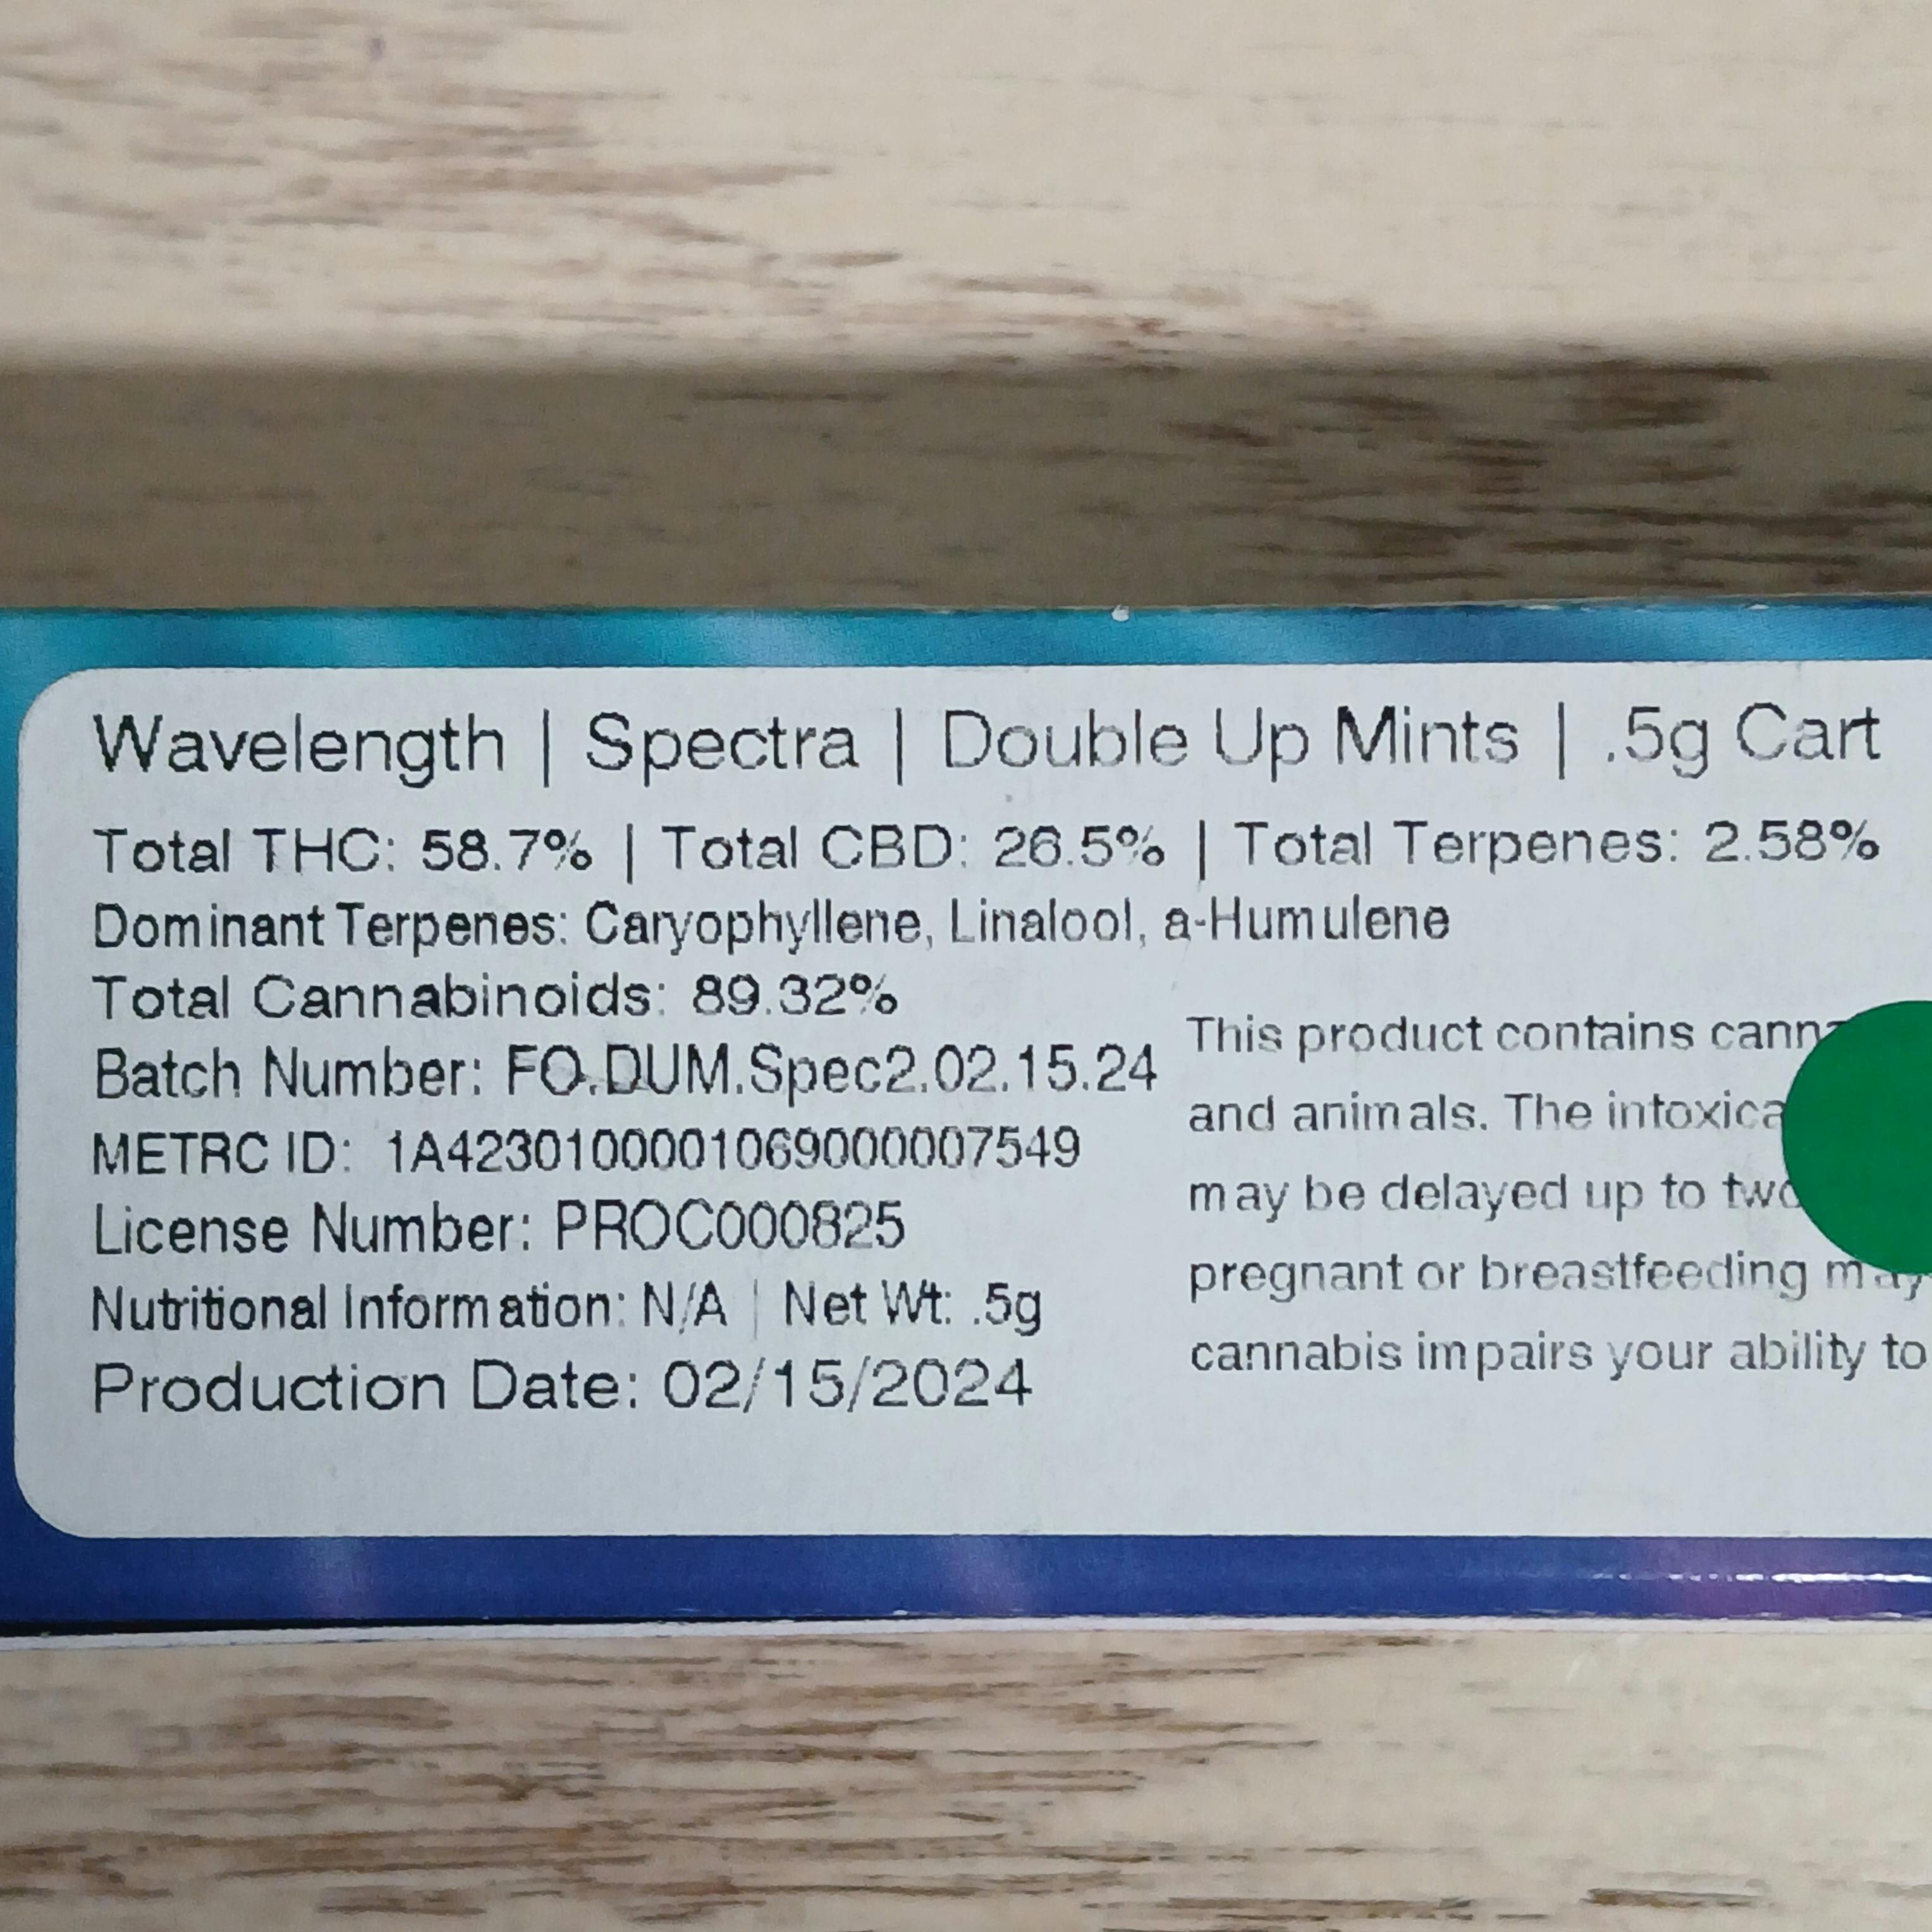 Wavelength | Spectra | Double Up Mints | .5g Cart
Total THC: 58.7% | Total CBD: 26.5% | Total Terpenes: 2.58%
Dominant Terpenes: Caryophyllene, Linalool, a-Humulene
Total Cannabinoids: 89.32%
Batch Number: FO.DUM.Spec2.02.15.24
METRC ID: 1A4230100001069000007549
License Number: PROC000825
Nutritional Information: N/A | Net Wt: .5g
Production Date: 02/15/2024
This product contains
and animals. The
may be delayed up to
pregnant or breastfeeding may
cannabis impairs your ability to